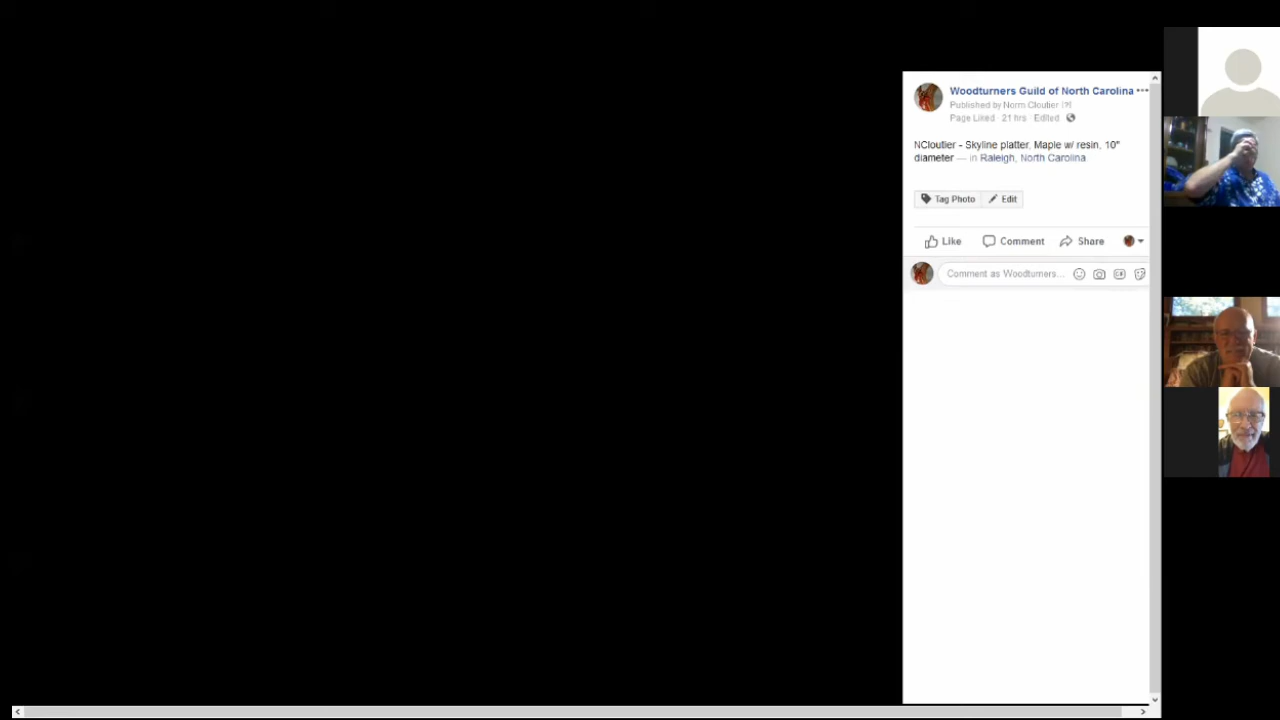 Woodturners Guild of North Carolina
Published by Norm Cloutier [?]
Page Liked · 21 hrs · Edited ·
NCloutier - Skyline platter, Maple w/ resin, 10"
diameter — in Raleigh, North Carolina
Tag Photo Edit
Like Comment Share
Comment as Woodturners...